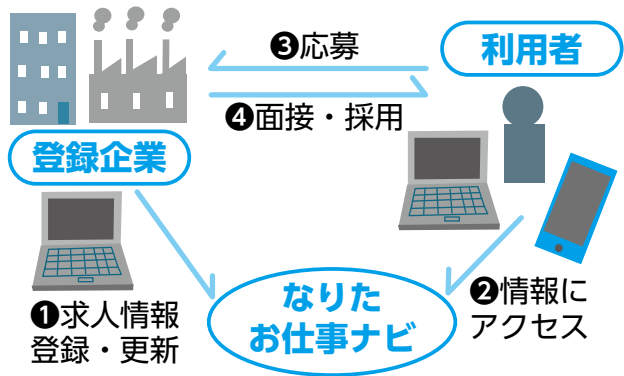 ❸応募
利用者
❹面接・採用
登録企業
❶求人情報
登録・更新
なりた
お仕事ナビ
❷情報に
アクセス